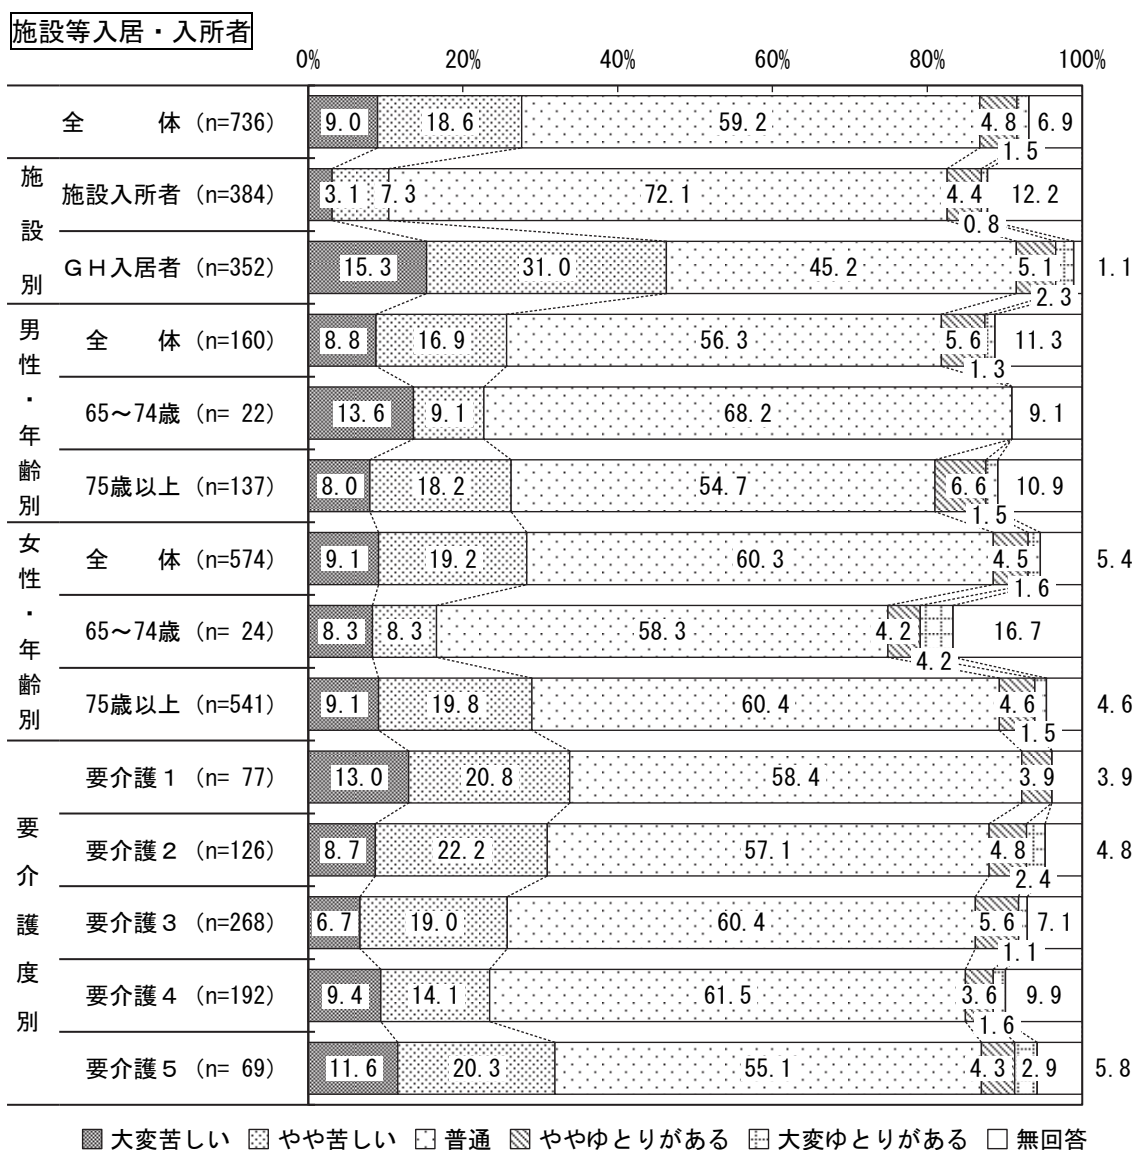 施設等入居・入所者
0% 20% 40% 60% 80% 100%
全　体 (n=736) 9.0 18.6 59.2 4.8 1.5 6.9
施設別
施設入所者 (n=384) 3.1 7.3 72.1 4.4 0.8 12.2
ＧＨ入居者 (n=352) 15.3 31.0 45.2 5.1 2.3 1.1
男性・年齢別
全　体 (n=160) 8.8 16.9 56.3 5.6 1.3 11.3
65～74歳 (n= 22) 13.6 9.1 68.2 9.1
75歳以上 (n=137) 8.0 18.2 54.7 6.6 1.5 10.9
女性・年齢別
全　体 (n=574) 9.1 19.2 60.3 4.5 1.6 5.4
65～74歳 (n= 24) 8.3 8.3 58.3 4.2 4.2 16.7
75歳以上 (n=541) 9.1 19.8 60.4 4.6 1.5 4.6
要介護度別
要介護１ (n= 77) 13.0 20.8 58.4 3.9 3.9
要介護２ (n=126) 8.7 22.2 57.1 4.8 2.4 4.8
要介護３ (n=268) 6.7 19.0 60.4 5.6 1.1 7.1
要介護４ (n=192) 9.4 14.1 61.5 3.6 1.6 9.9
要介護５ (n= 69) 11.6 20.3 55.1 4.3 2.9 5.8
大変苦しい やや苦しい 普通 ややゆとりがある 大変ゆとりがある 無回答